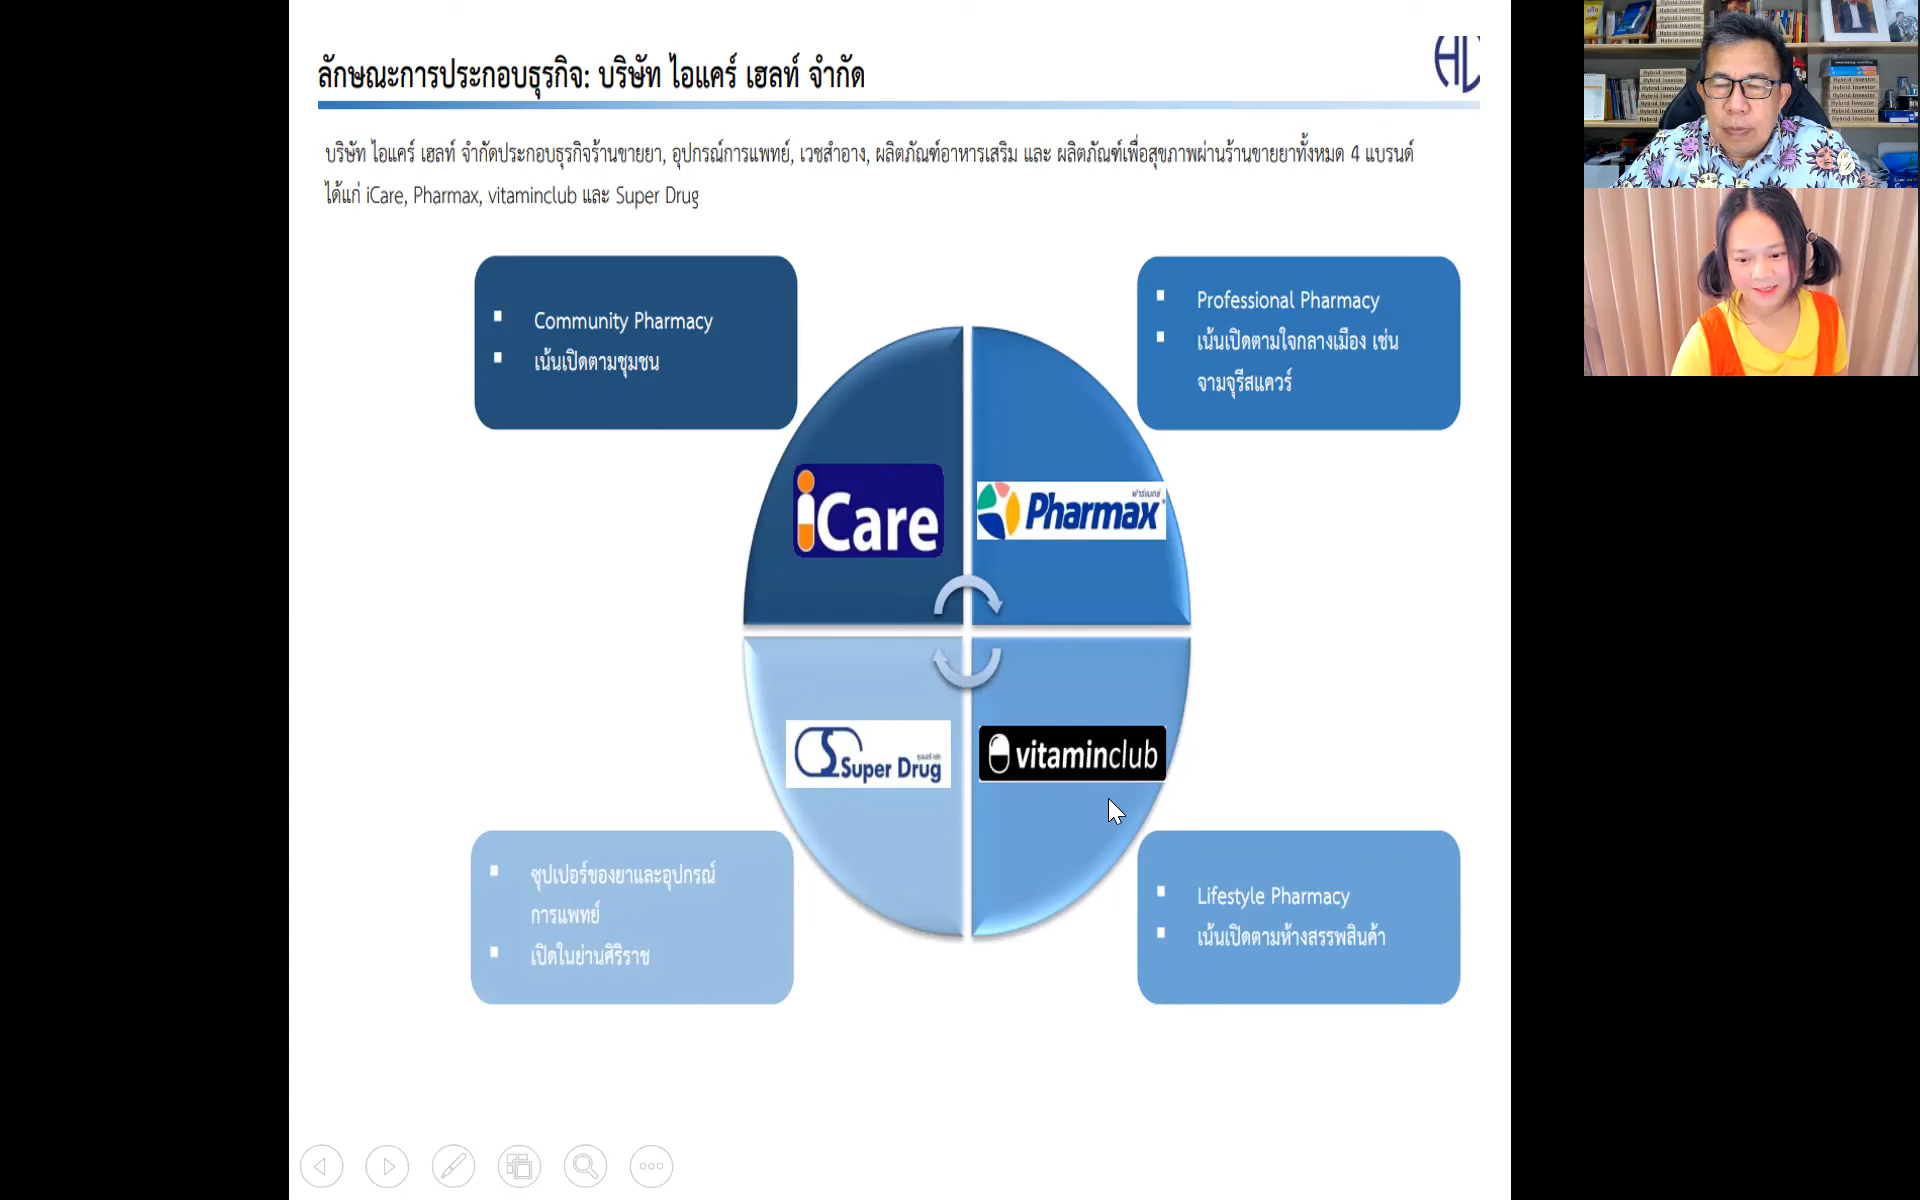 ลักษณะการประกอบธุรกิจ: บริษัท ไอแคร์ เฮลท์ จำกัด
HL
บริษัท ไอแคร์ เฮลท์ จำกัดประกอบธุรกิจร้านขายยา, อุปกรณ์การแพทย์, เวชสำอาง, ผลิตภัณฑ์อาหารเสริม และ ผลิตภัณฑ์เพื่อสุขภาพผ่านร้านขายยาทั้งหมด 4 แบรนด์
ได้แก่ iCare, Pharmax, vitaminclub และ Super Drug
Community Pharmacy
เน้นเปิดตามชุมชน
Professional Pharmacy
เน้นเปิดตามใจกลางเมือง เช่น
จามจุรีสแควร์
iCare
ฟาร์แมกซ์
Pharmax
Super Drug
vitaminclub
ซุปเปอร์ของยาและอุปกรณ์
การแพทย์
เปิดในย่านศิริราช
Lifestyle Pharmacy
เน้นเปิดตามห้างสรรพสินค้า
Hybrid Investor
Hybrid Investor
Hybrid Investor